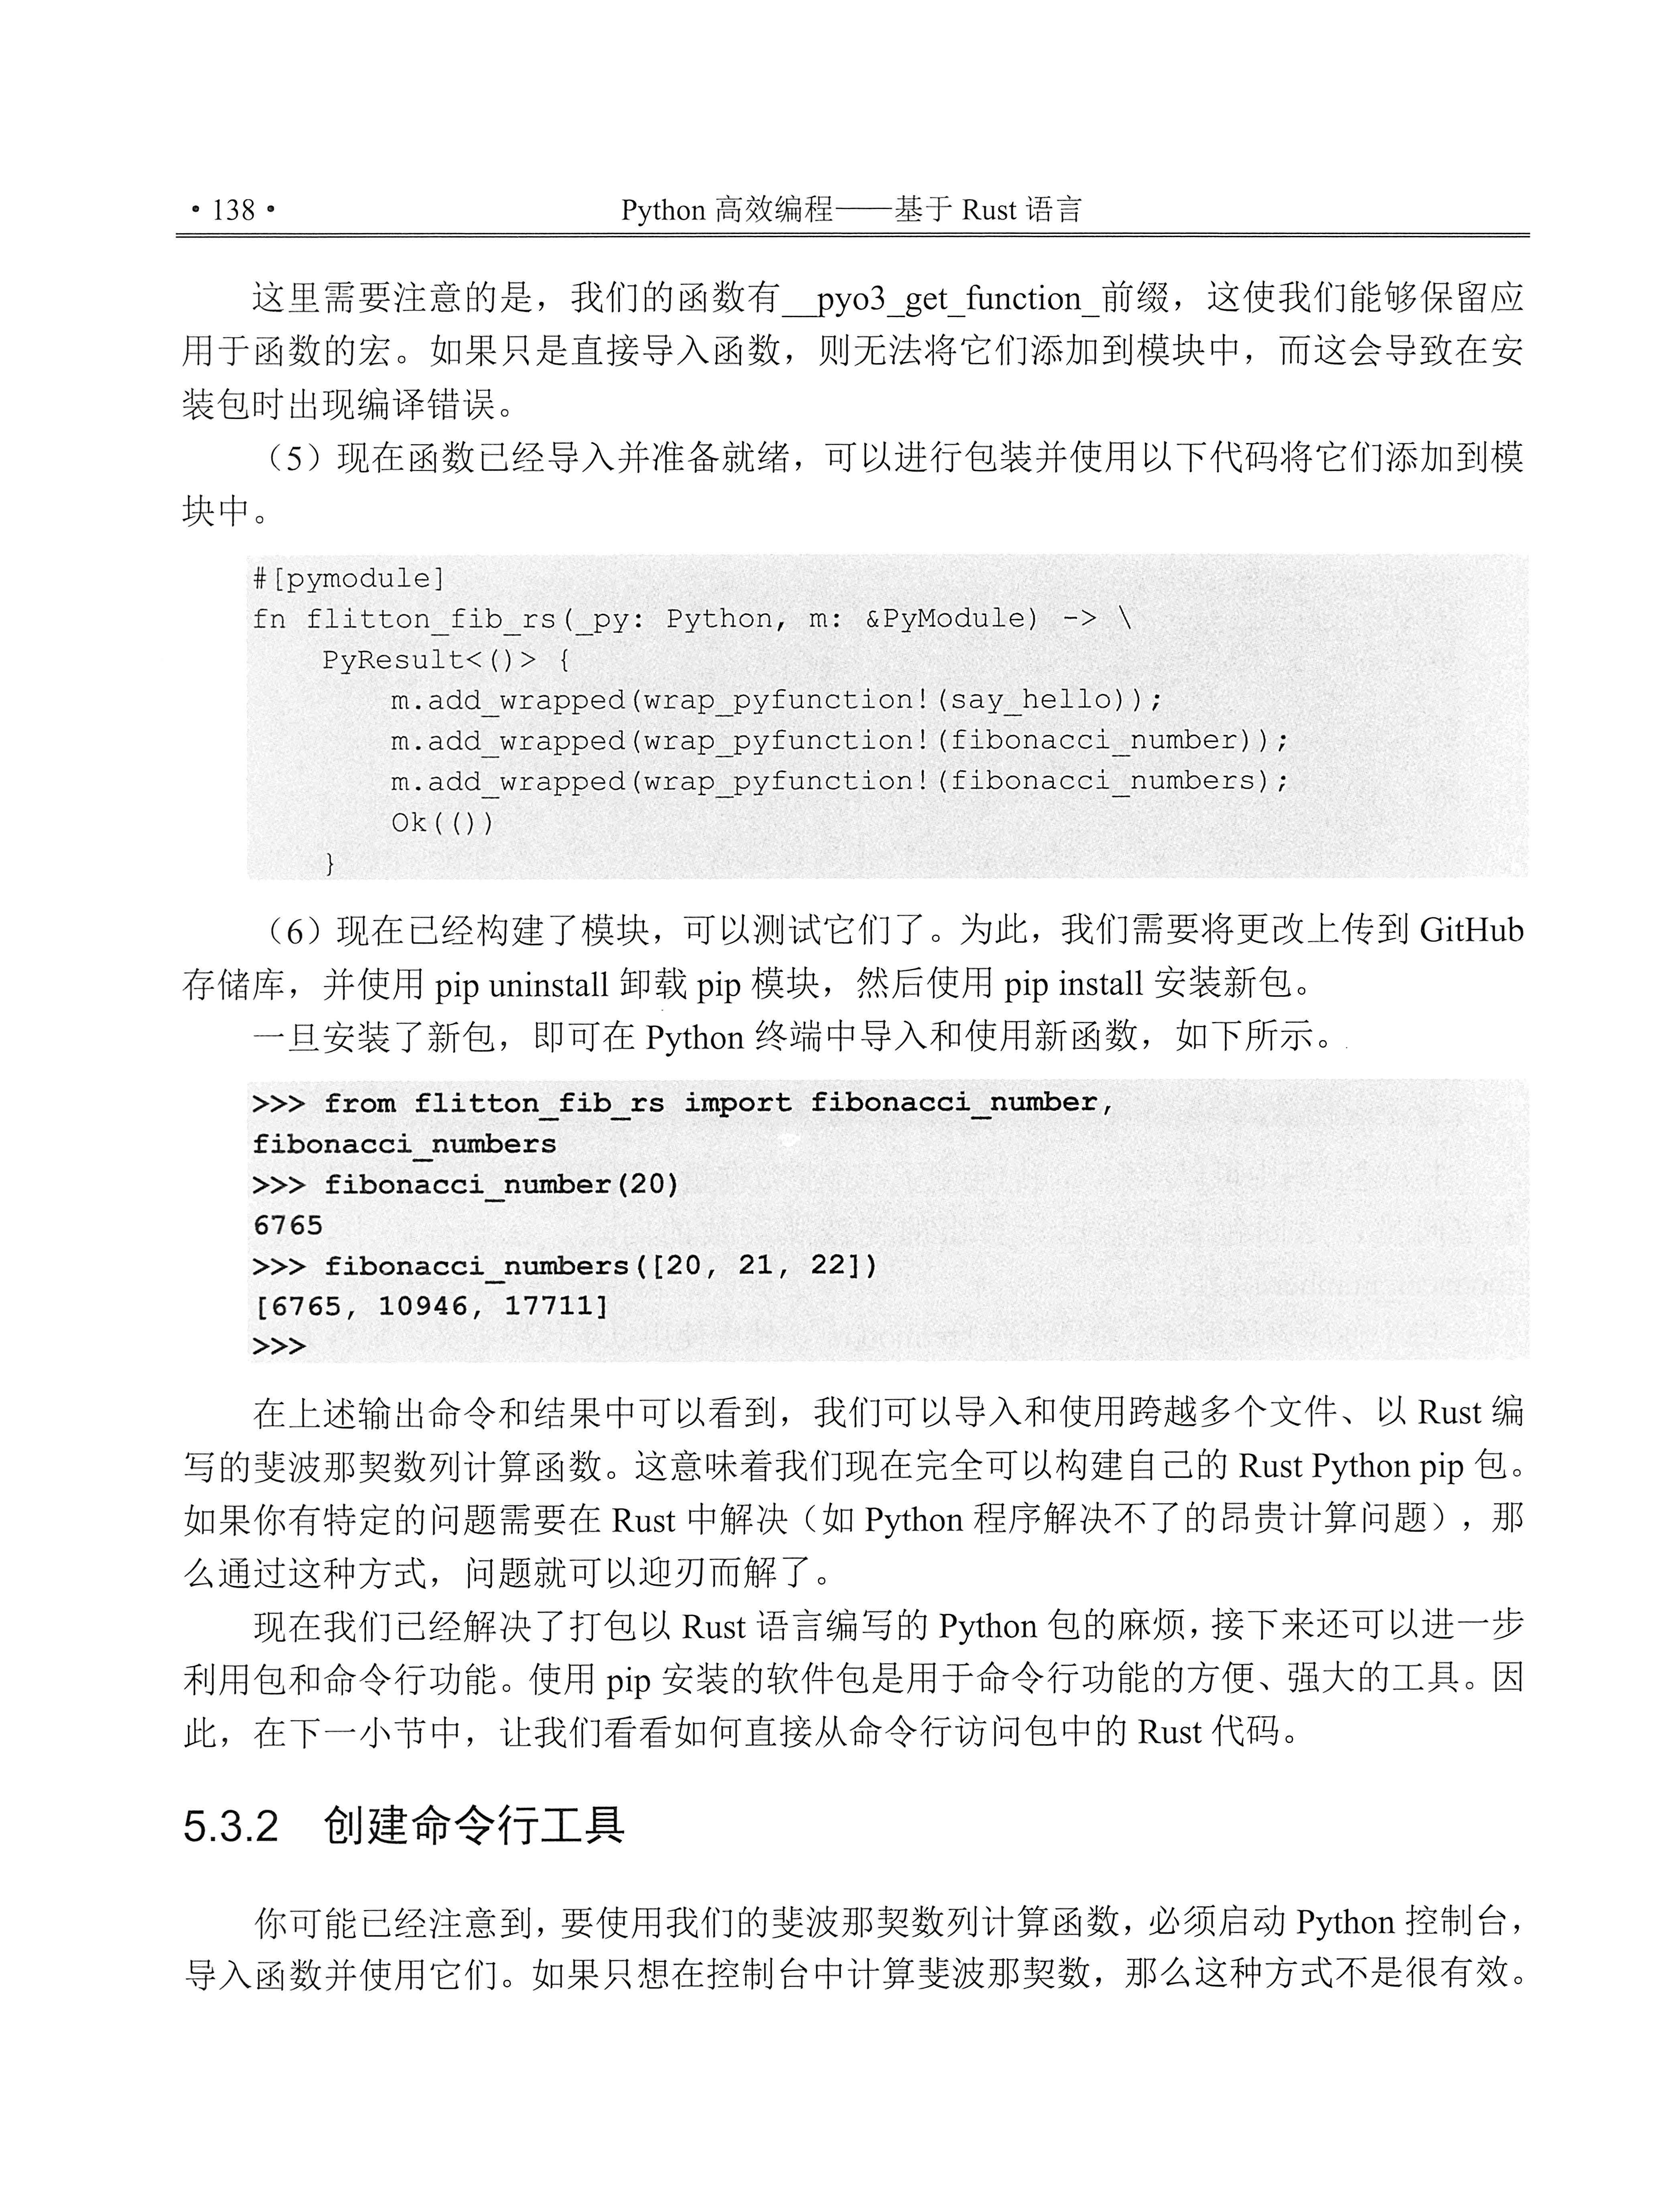 • 138 •
Python 高效编程——基于 Rust 语言
这里需要注意的是，我们的函数有__pyo3_get_function_前缀，这使我们能够保留应
用于函数的宏。如果只是直接导入函数，则无法将它们添加到模块中，而这会导致在安
装包时出现编译错误。
（5）现在函数已经导入并准备就绪，可以进行包装并使用以下代码将它们添加到模
块中。
#[pymodule]
fn flitton_fib_rs(_py: Python, m: &PyModule) -> \
    PyResult<()> {
        m.add_wrapped(wrap_pyfunction!(say_hello));
        m.add_wrapped(wrap_pyfunction!(fibonacci_number));
        m.add_wrapped(wrap_pyfunction!(fibonacci_numbers);
        Ok(())
    }
（6）现在已经构建了模块，可以测试它们了。为此，我们需要将更改上传到 GitHub
存储库，并使用 pip uninstall 卸载 pip 模块，然后使用 pip install 安装新包。
一旦安装了新包，即可在 Python 终端中导入和使用新函数，如下所示。
>>> from flitton_fib_rs import fibonacci_number,
fibonacci_numbers
>>> fibonacci_number(20)
6765
>>> fibonacci_numbers([20, 21, 22])
[6765, 10946, 17711]
>>>
在上述输出命令和结果中可以看到，我们可以导入和使用跨越多个文件、以 Rust 编
写的斐波那契数列计算函数。这意味着我们现在完全可以构建自己的 Rust Python pip 包。
如果你有特定的问题需要在 Rust 中解决（如 Python 程序解决不了的昂贵计算问题），那
么通过这种方式，问题就可以迎刃而解了。
现在我们已经解决了打包以 Rust 语言编写的 Python 包的麻烦，接下来还可以进一步
利用包和命令行功能。使用 pip 安装的软件包是用于命令行功能的方便、强大的工具。因
此，在下一小节中，让我们看看如何直接从命令行访问包中的 Rust 代码。
5.3.2 创建命令行工具
你可能已经注意到，要使用我们的斐波那契数列计算函数，必须启动 Python 控制台，
导入函数并使用它们。如果只想在控制台中计算斐波那契数，那么这种方式不是很有效。